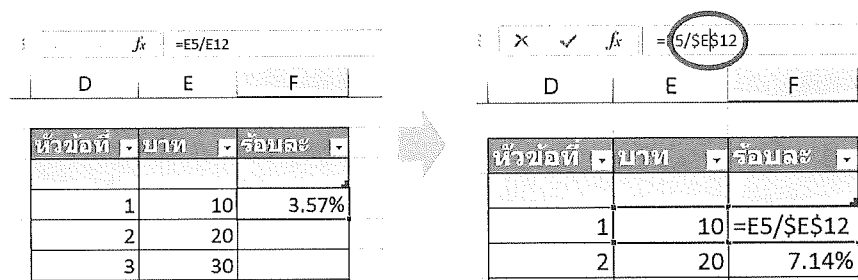 fx =E5/E12
D E F
หัวข้อที่ บาท ร้อยละ
1 10 3.57%
2 20
3 30
fx =E5/$E$12
D E F
หัวข้อที่ บาท ร้อยละ
1 10 =E5/$E$12
2 20 7.14%